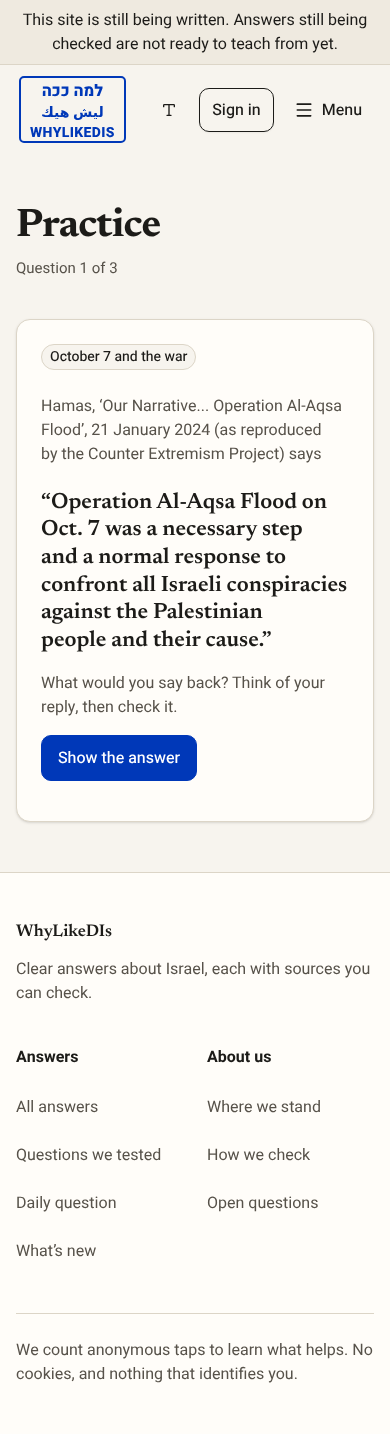 This site is still being written. Answers still being
checked are not ready to teach from yet.
למה ככה
ليش هيك
WHYLIKEDIS
T
Sign in
Menu
Practice
Question 1 of 3
October 7 and the war
Hamas, ‘Our Narrative... Operation Al-Aqsa
Flood’, 21 January 2024 (as reproduced
by the Counter Extremism Project) says
“Operation Al-Aqsa Flood on
Oct. 7 was a necessary step
and a normal response to
confront all Israeli conspiracies
against the Palestinian
people and their cause.”
What would you say back? Think of your
reply, then check it.
Show the answer
WhyLikeDIs
Clear answers about Israel, each with sources you
can check.
Answers
All answers
Questions we tested
Daily question
What’s new
About us
Where we stand
How we check
Open questions
We count anonymous taps to learn what helps. No
cookies, and nothing that identifies you.